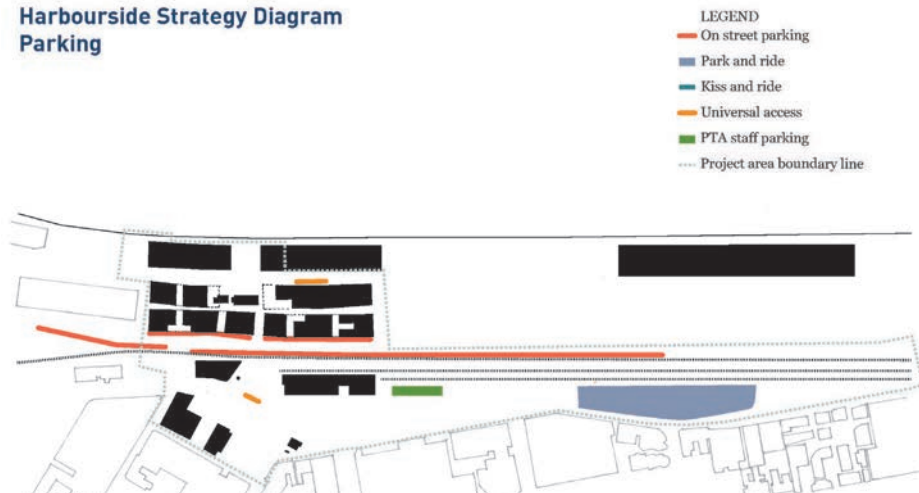 Harbourside Strategy Diagram
Parking
LEGEND
On street parking
Park and ride
Kiss and ride
Universal access
PTA staff parking
Project area boundary line